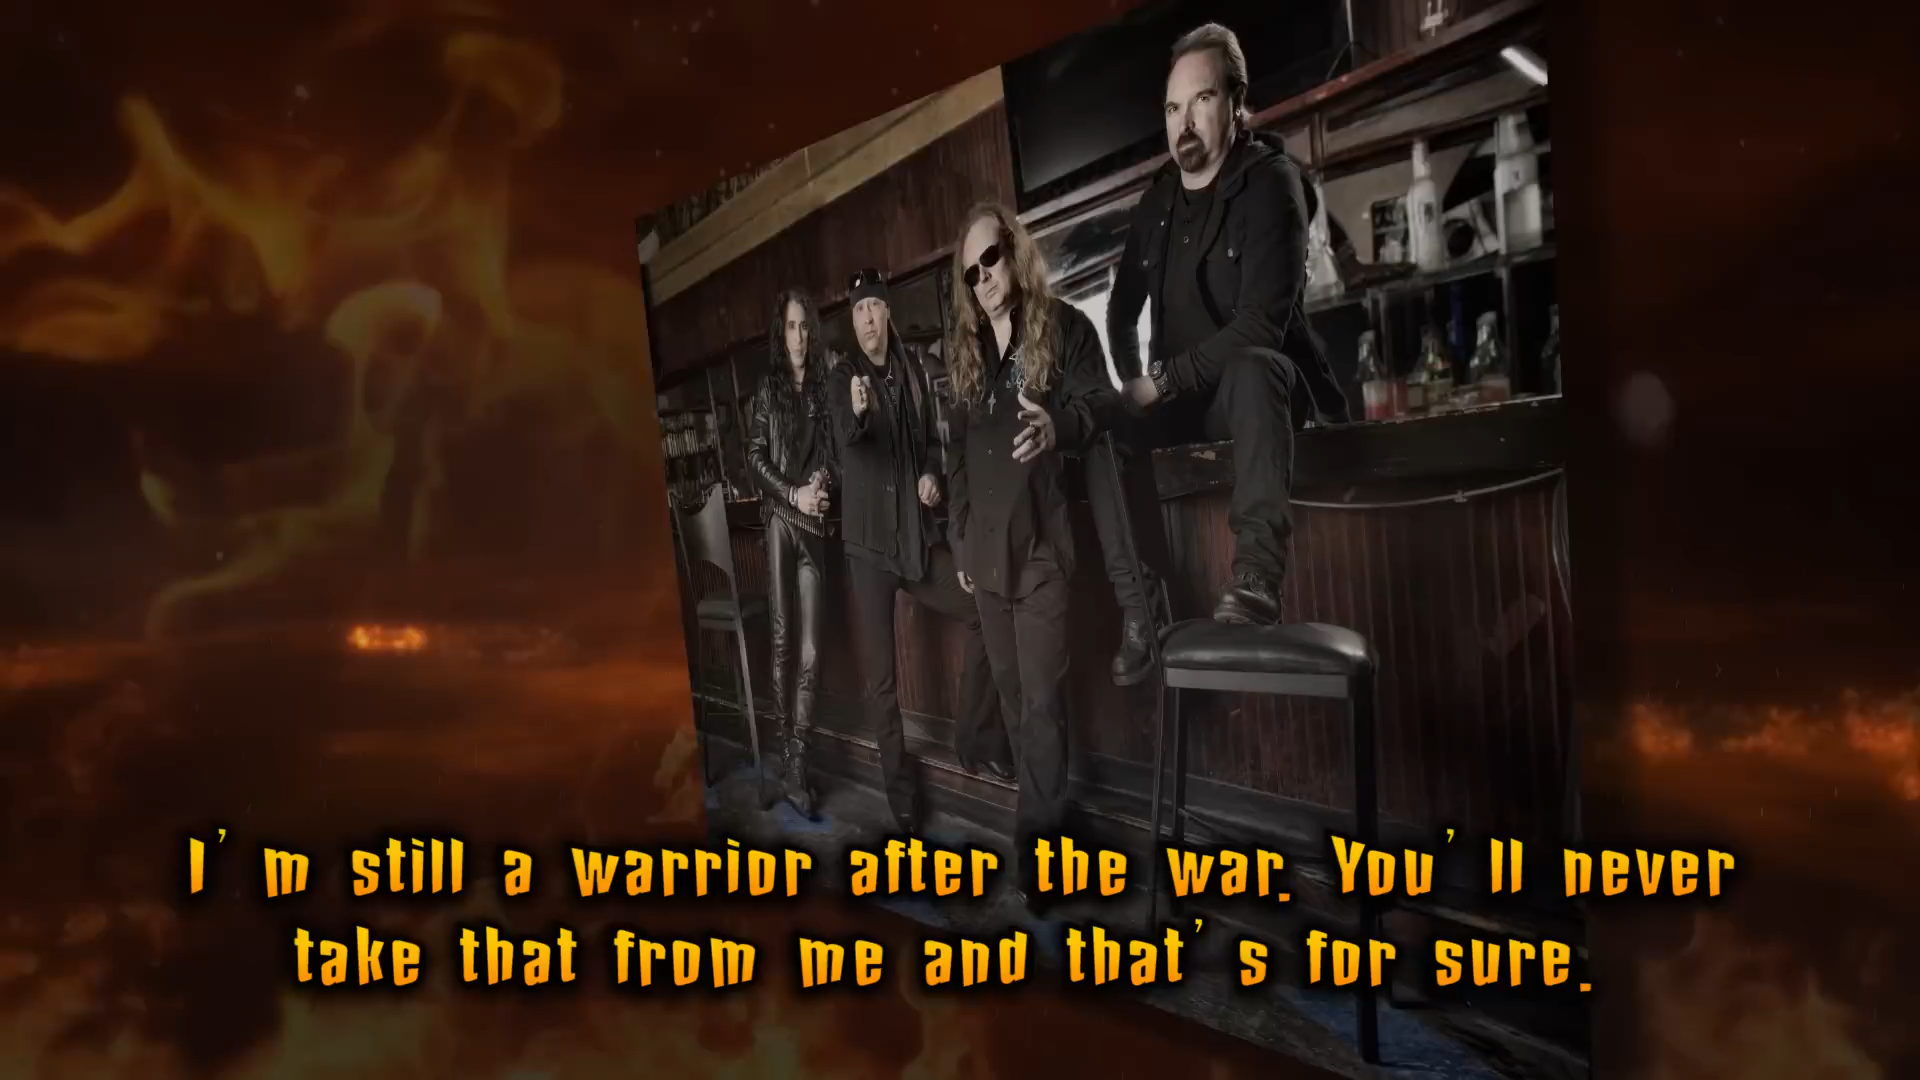 I'm still a warrior after the war. You'll never
take that from me and that's for sure.